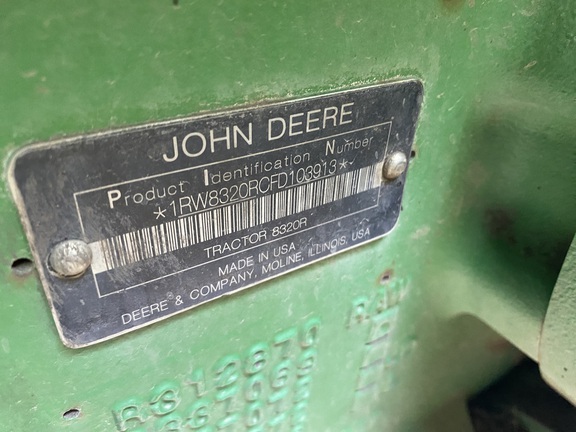 JOHN DEERE
Product Identification Number
*1RW8320RCFD103913*
TRACTOR 8320R
MADE IN USA
DEERE & COMPANY, MOLINE, ILLINOIS, USA